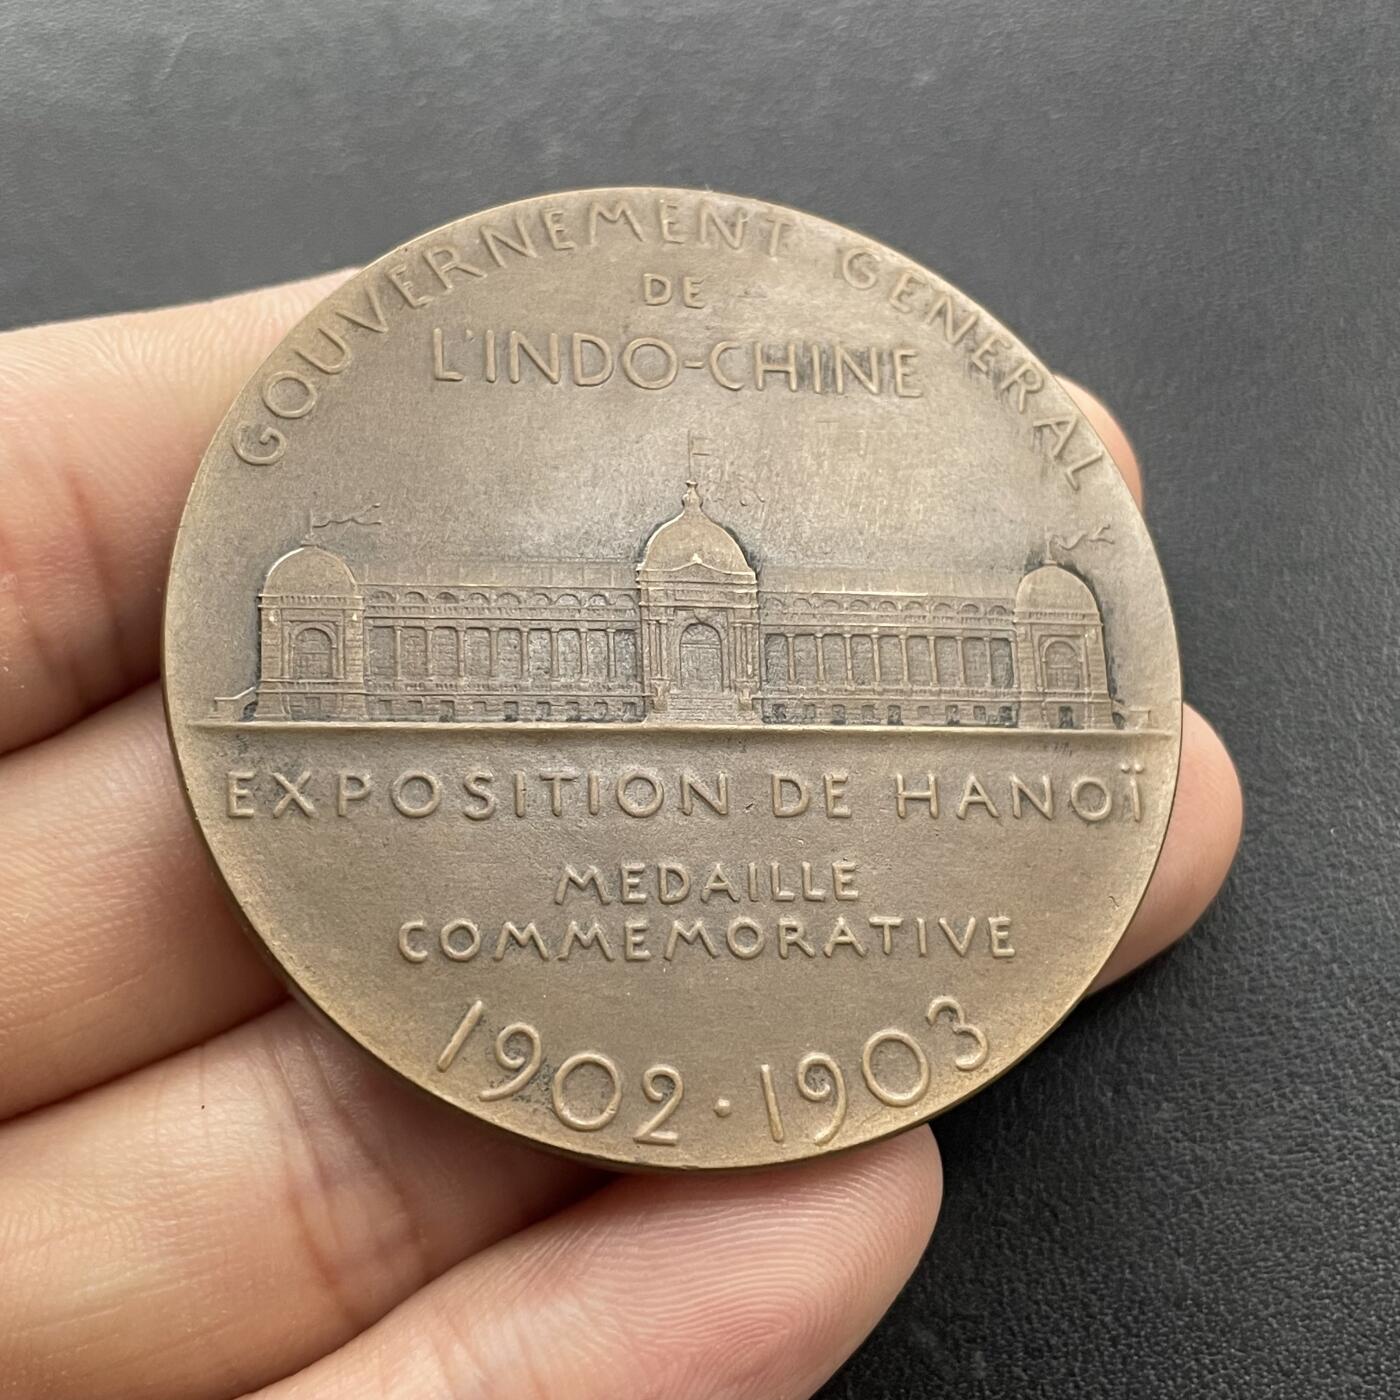 GOUVERNEMENT GENERAL
DE
L'INDO-CHINE
EXPOSITION DE HANOÏ
MEDAILLE
COMMEMORATIVE
1902·1903